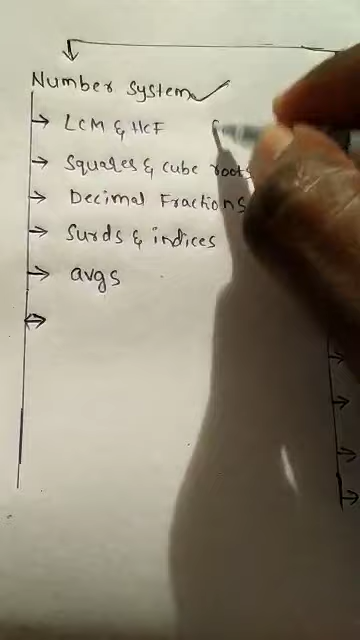 Number System
LCM & HCF
Squares & cube roots
Decimal Fractions
Surds & indices
avgs